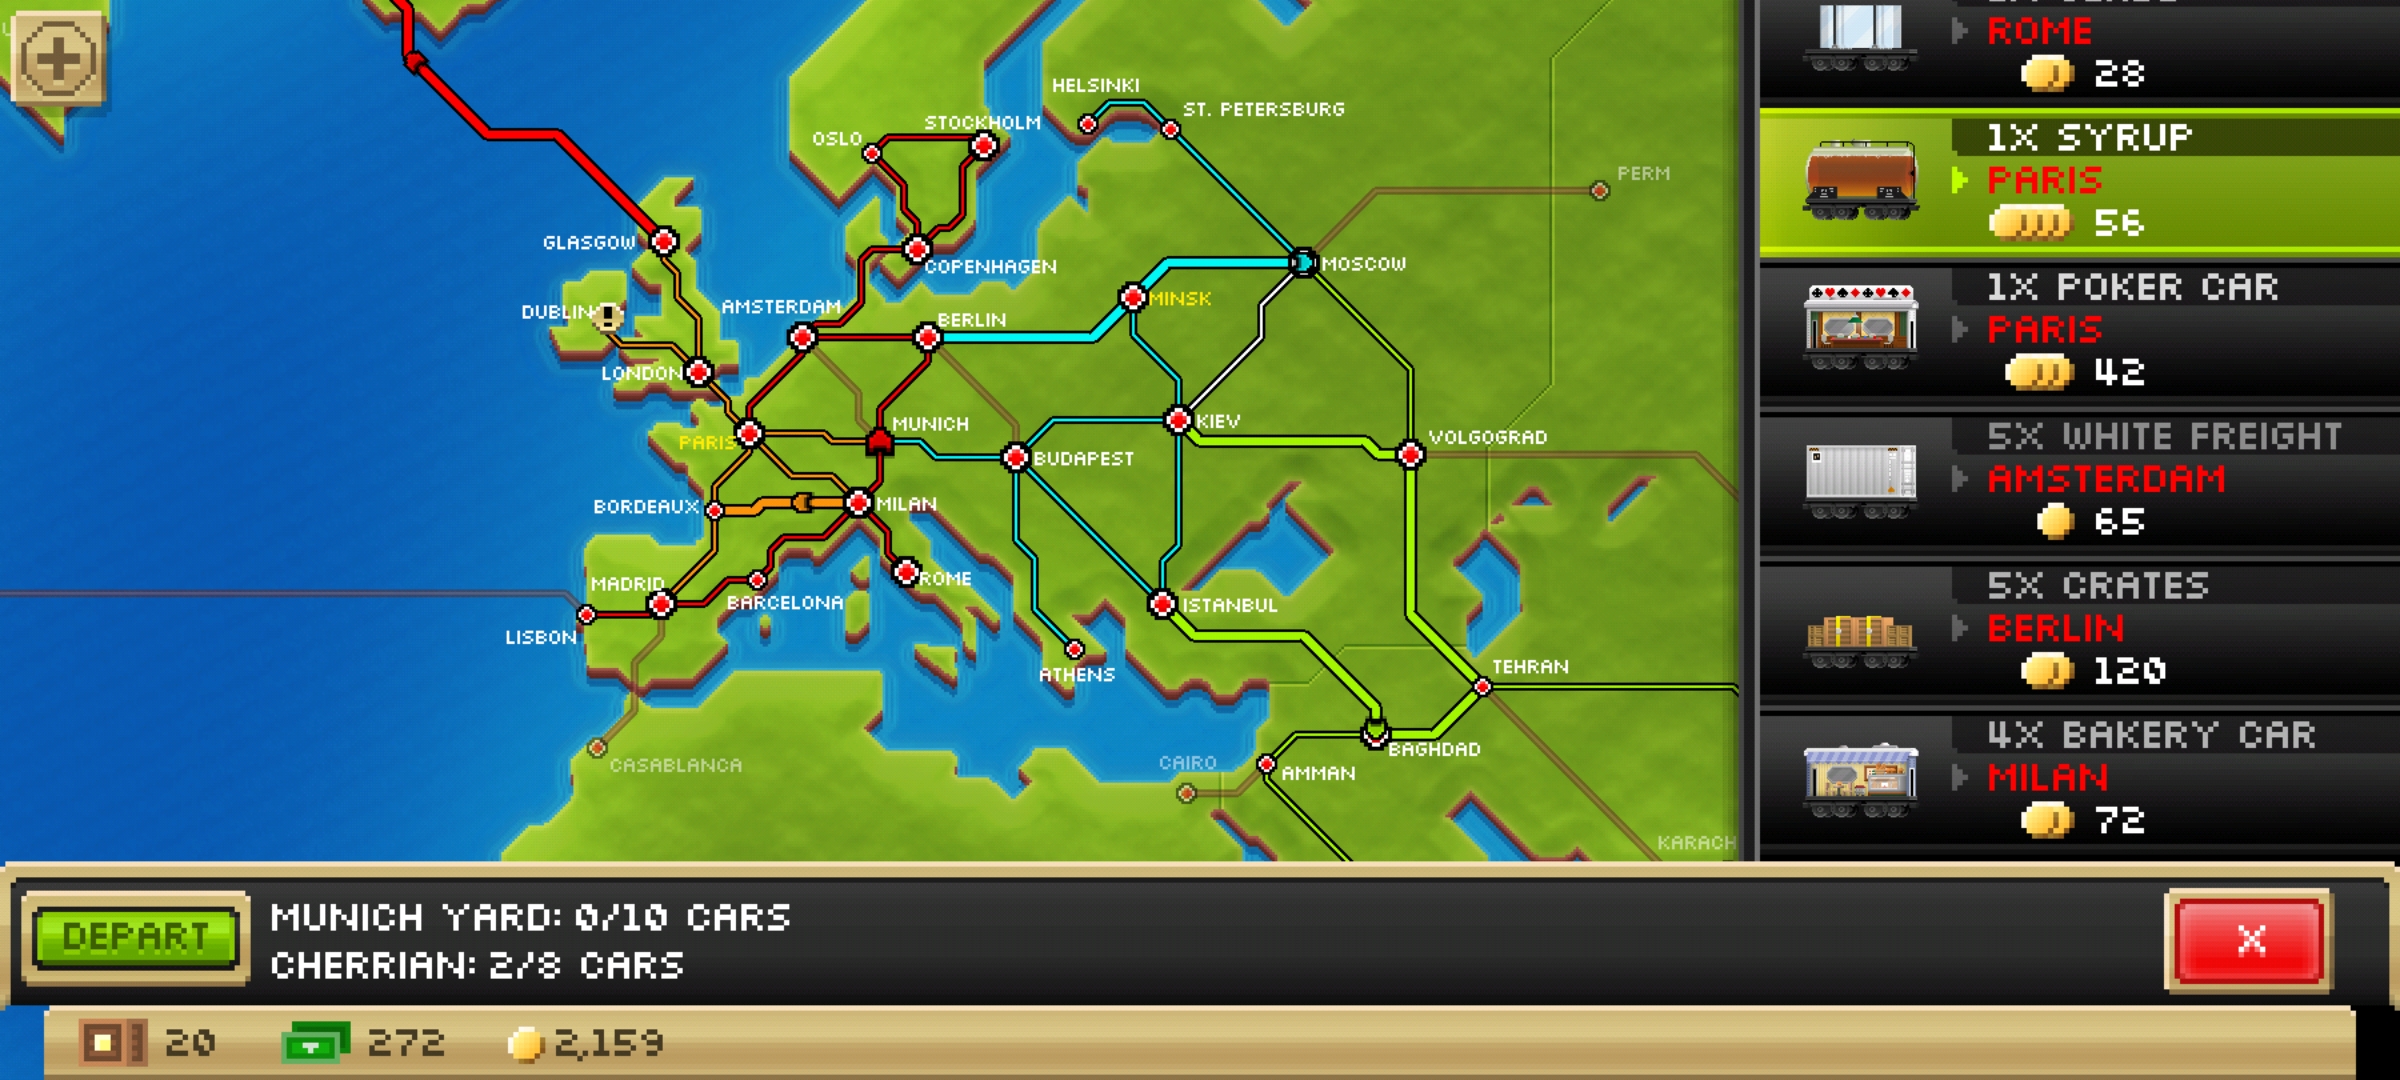 HELSINKI
ST. PETERSBURG
STOCKHOLM
OSLO
PERM
GLASGOW
COPENHAGEN
MOSCOW
MINSK
DUBLIN
AMSTERDAM
BERLIN
LONDON
MUNICH
KIEV
PARIS
BUDAPEST
VOLGOGRAD
BORDEAUX
MILAN
MADRID
ROME
BARCELONA
ISTANBUL
LISBON
ATHENS
TEHRAN
BAGHDAD
CASABLANCA
CAIRO
AMMAN
KARACH
ROME
28
1X SYRUP
PARIS
56
1X POKER CAR
PARIS
42
5X WHITE FREIGHT
AMSTERDAM
65
5X CRATES
BERLIN
120
4X BAKERY CAR
MILAN
72
DEPART
MUNICH YARD: 0/10 CARS
CHERRIAN: 2/8 CARS
X
20
272
2,159